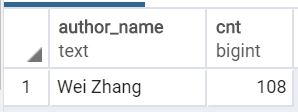 author_name cnt
text bigint
1 Wei Zhang 108